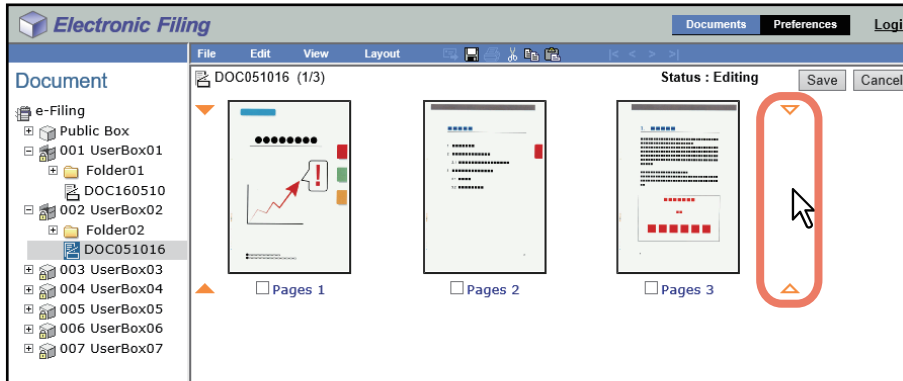 Electronic Filing
Documents Preferences Logi
File Edit View Layout
Document
DOC051016 (1/3) Status : Editing Save Cancel
e-Filing
Public Box
001 UserBox01
Folder01
DOC160510
002 UserBox02
Folder02
DOC051016
003 UserBox03
004 UserBox04
005 UserBox05
006 UserBox06
007 UserBox07
Pages 1 Pages 2 Pages 3